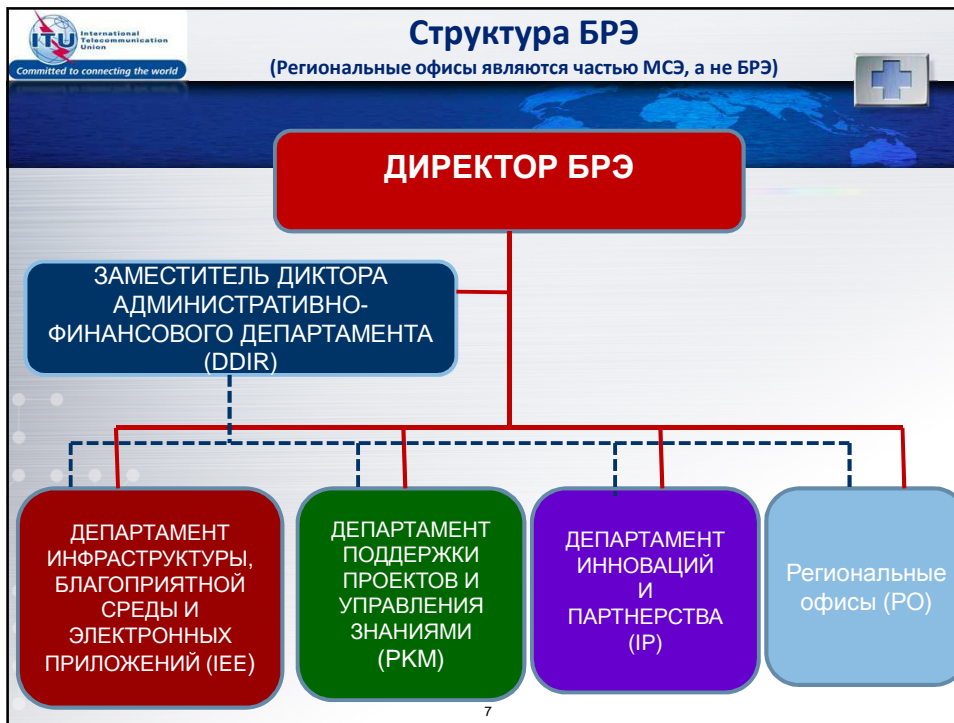 International
Telecommunication
Union
ITU
Committed to connecting the world
Структура БРЭ
(Региональные офисы являются частью МСЭ, а не БРЭ)
ДИРЕКТОР БРЭ
ЗАМЕСТИТЕЛЬ ДИКТОРА
АДМИНИСТРАТИВНО-
ФИНАНСОВОГО ДЕПАРТАМЕНТА
(DDIR)
ДЕПАРТАМЕНТ
ИНФРАСТРУКТУРЫ,
БЛАГОПРИЯТНОЙ
СРЕДЫ И
ЭЛЕКТРОННЫХ
ПРИЛОЖЕНИЙ (IEE)
ДЕПАРТАМЕНТ
ПОДДЕРЖКИ
ПРОЕКТОВ И
УПРАВЛЕНИЯ
ЗНАНИЯМИ
(PKM)
ДЕПАРТАМЕНТ
ИННОВАЦИЙ
И
ПАРТНЕРСТВА
(IP)
Региональные
офисы (РО)
7